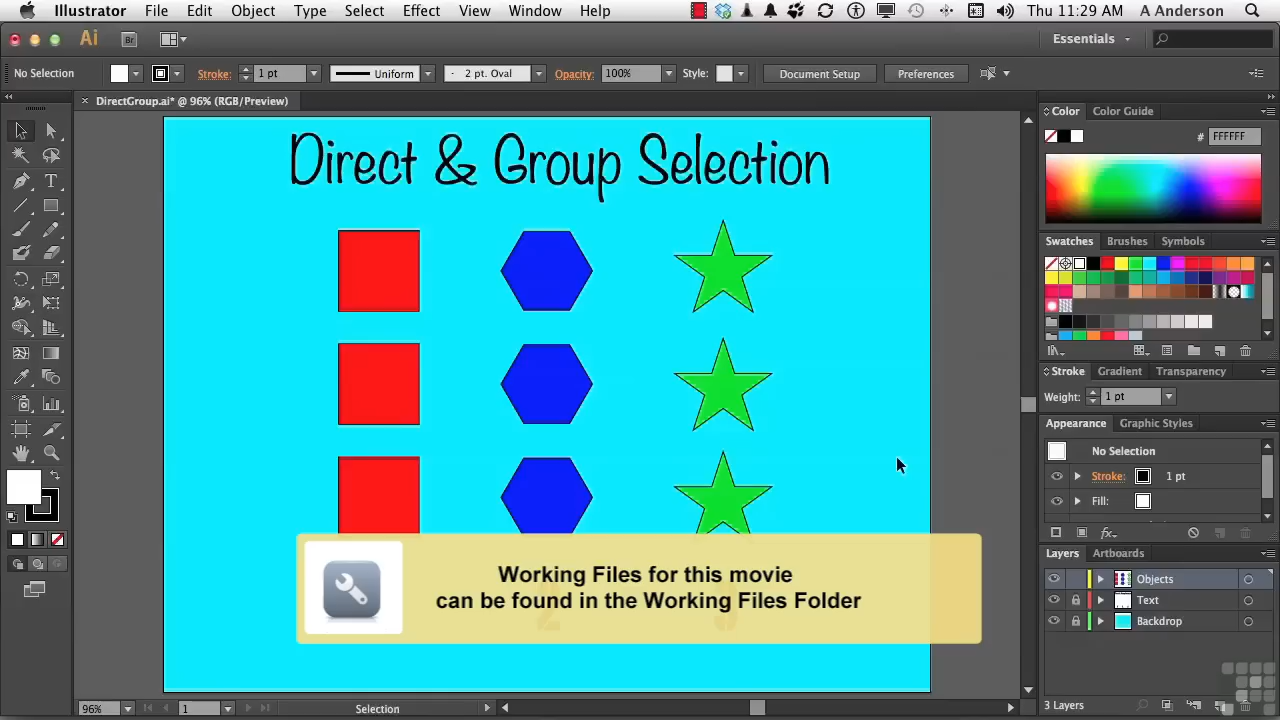 Illustrator File Edit Object Type Select Effect View Window Help Thu 11:29 AM A Anderson
Ai Br Essentials
No Selection Stroke: 1 pt Uniform 2 pt. Oval Opacity: 100% Style: Document Setup Preferences
DirectGroup.ai* @ 96% (RGB/Preview)
Direct & Group Selection
Working Files for this movie
can be found in the Working Files Folder
96% 1 Selection
Color Color Guide
# FFFFFF
Swatches Brushes Symbols
Stroke Gradient Transparency
Weight: 1 pt
Appearance Graphic Styles
No Selection
Stroke: 1 pt
Fill:
Layers Artboards
Objects
Text
Backdrop
3 Layers